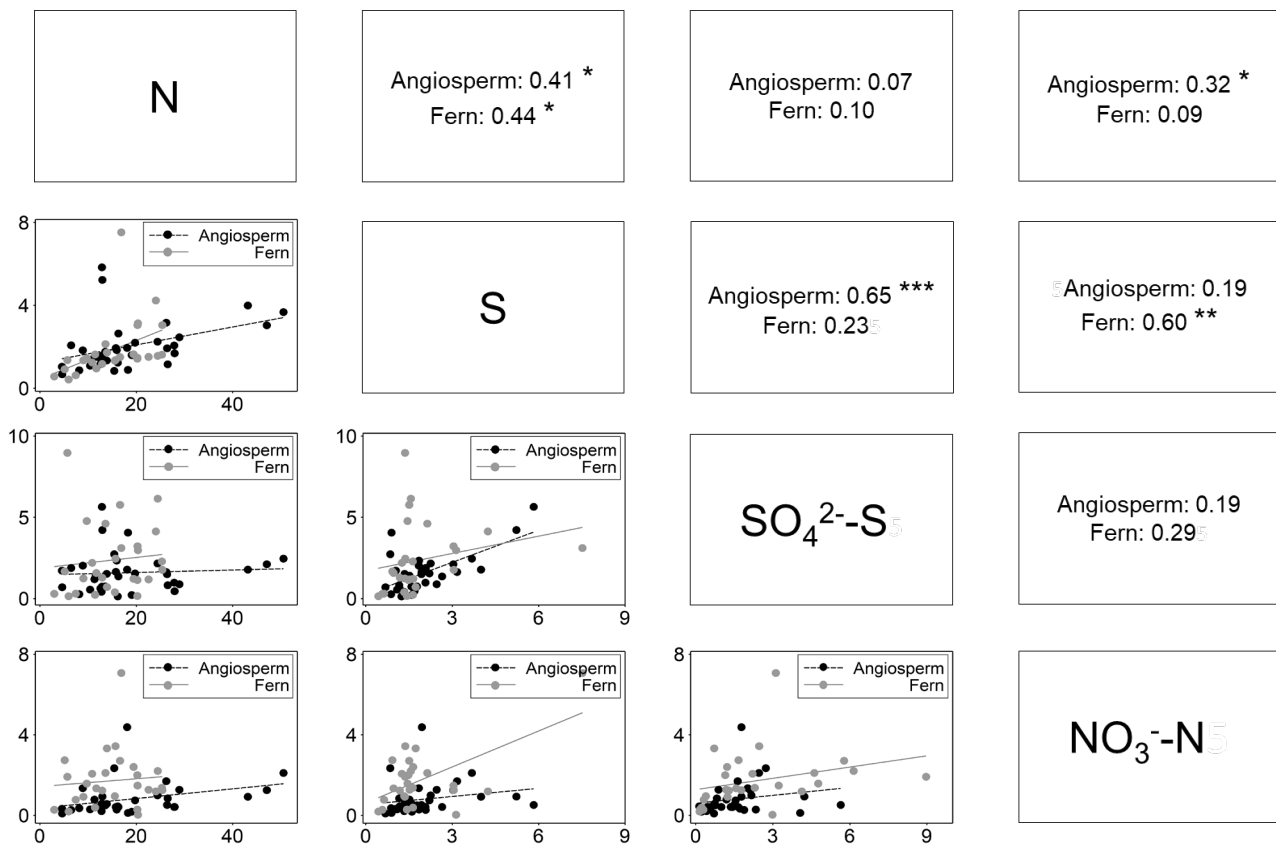 N
Angiosperm: 0.41 *
Fern: 0.44 *
Angiosperm: 0.07
Fern: 0.10
Angiosperm: 0.32 *
Fern: 0.09
8
4
0
Angiosperm
Fern
0 20 40
S
Angiosperm: 0.65 ***
Fern: 0.23
Angiosperm: 0.19
Fern: 0.60 **
10
5
0
Angiosperm
Fern
0 20 40
10
5
0
Angiosperm
Fern
0 3 6 9
SO₄²⁻-S
Angiosperm: 0.19
Fern: 0.29
8
4
0
Angiosperm
Fern
0 20 40
8
4
0
Angiosperm
Fern
0 3 6 9
8
4
0
Angiosperm
Fern
0 3 6 9
NO₃⁻-N